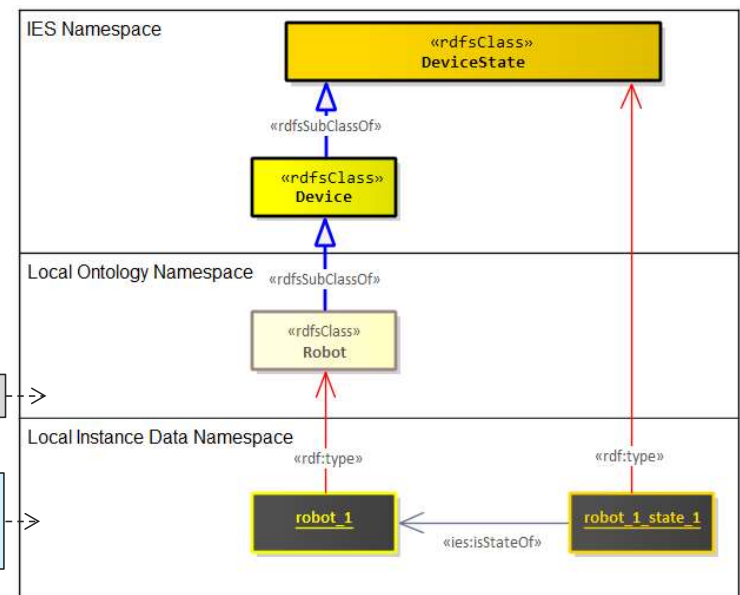 IES Namespace
«rdfsClass»
DeviceState
«rdfsSubClassOf»
«rdfsClass»
Device
Local Ontology Namespace
«rdfsSubClassOf»
«rdfsClass»
Robot
Local Instance Data Namespace
«rdf:type»
«rdf:type»
robot_1
robot_1_state_1
«ies:isStateOf»